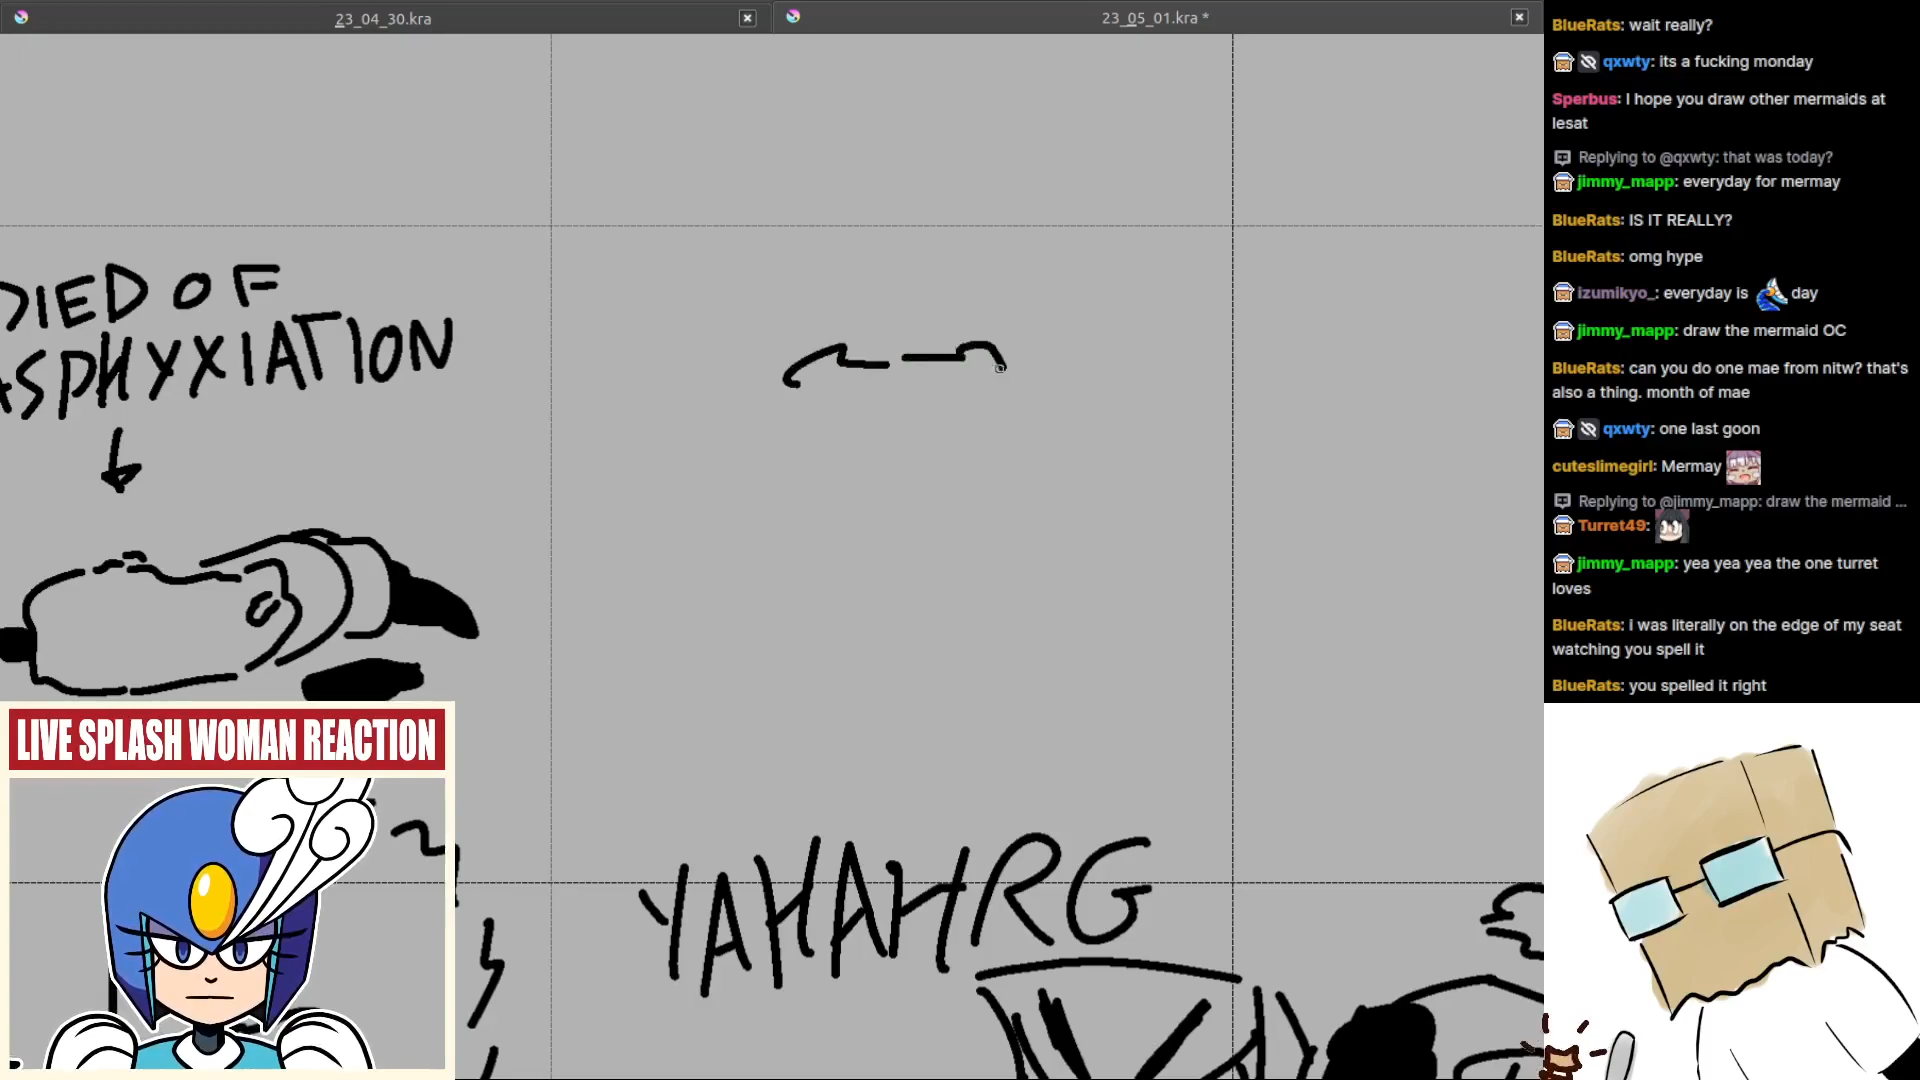 23_04_30.kra
23_05_01.kra *
DIED OF
ASPHYXXIATION
YAHAHRG
LIVE SPLASH WOMAN REACTION
BlueRats: wait really?
qxwty: its a fucking monday
Sperbus: I hope you draw other mermaids at
lesat
Replying to @qxwty: that was today?
jimmy_mapp: everyday for mermay
BlueRats: IS IT REALLY?
BlueRats: omg hype
izumikyo_: everyday is day
jimmy_mapp: draw the mermaid OC
BlueRats: can you do one mae from nitw? that's
also a thing. month of mae
qxwty: one last goon
cuteslimegirl: Mermay
Replying to @jimmy_mapp: draw the mermaid ...
Turret49:
jimmy_mapp: yea yea yea the one turret
loves
BlueRats: i was literally on the edge of my seat
watching you spell it
BlueRats: you spelled it right